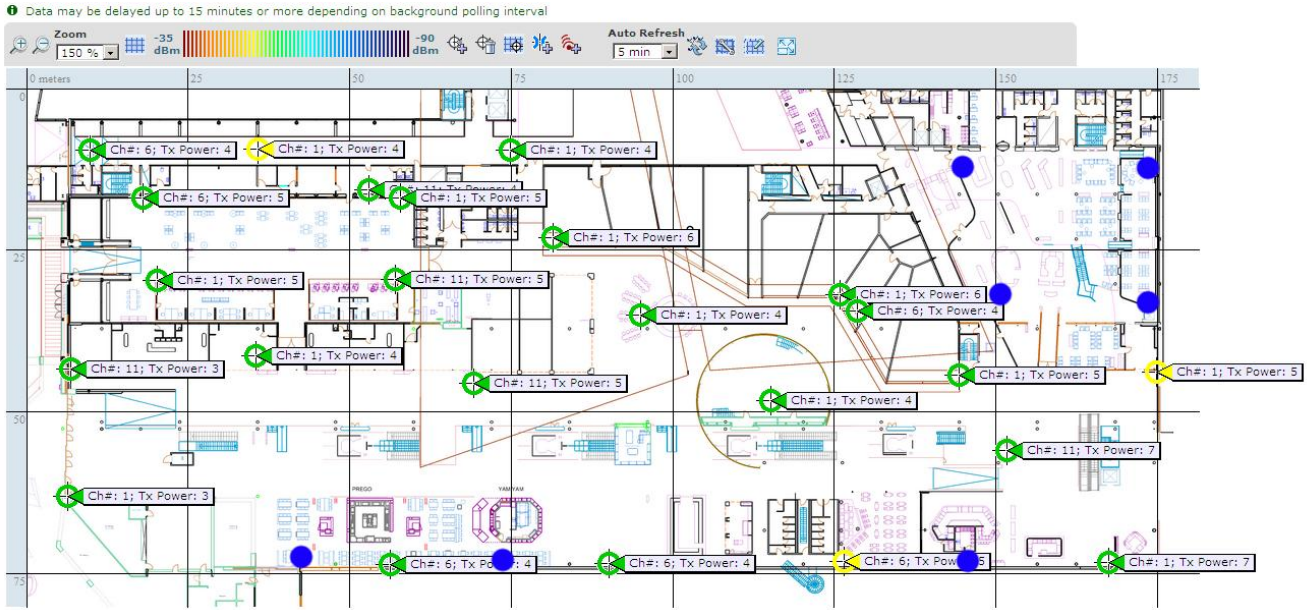 Data may be delayed up to 15 minutes or more depending on background polling interval
Zoom
150 %
-35
dBm
-90
dBm
Auto Refresh
5 min
0 meters
25
50
75
100
125
150
175
0
Ch#: 6; Tx Power: 4
Ch#: 1; Tx Power: 4
Ch#: 1; Tx Power: 4
Ch#: 6; Tx Power: 5
Ch#: 1; Tx Power: 5
Ch#: 1; Tx Power: 6
25
Ch#: 1; Tx Power: 5
Ch#: 11; Tx Power: 5
Ch#: 1; Tx Power: 6
Ch#: 6; Tx Power: 4
Ch#: 1; Tx Power: 4
Ch#: 1; Tx Power: 4
Ch#: 11; Tx Power: 3
Ch#: 11; Tx Power: 5
Ch#: 1; Tx Power: 5
Ch#: 1; Tx Power: 5
Ch#: 1; Tx Power: 4
50
Ch#: 11; Tx Power: 7
PREGO
YAM YAM
Ch#: 1; Tx Power: 3
Ch#: 6; Tx Power: 4
Ch#: 6; Tx Power: 4
Ch#: 6; Tx Pow 5
Ch#: 1; Tx Power: 7
75